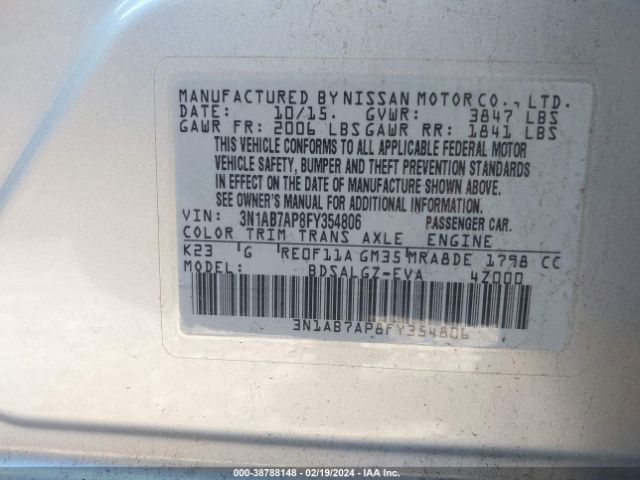 MANUFACTURED BY NISSAN MOTOR CO., LTD.
DATE: 10/15. GVWR: 3847 LBS
GAWR FR: 2006 LBS GAWR RR: 1841 LBS
THIS VEHICLE CONFORMS TO ALL APPLICABLE FEDERAL MOTOR
VEHICLE SAFETY, BUMPER AND THEFT PREVENTION STANDARDS
IN EFFECT ON THE DATE OF MANUFACTURE SHOWN ABOVE.
SEE OWNER'S MANUAL FOR ADDITIONAL INFORMATION.
VIN: 3N1AB7AP8FY354806 PASSENGER CAR.
COLOR TRIM TRANS AXLE ENGINE
K23 G RE0F11A GM35 MRA8DE 1798 CC
MODEL: BDSALGZ-EVA 4Z000
3N1AB7AP8FY354806
000-38788148 - 02/19/2024 - IAA Inc.